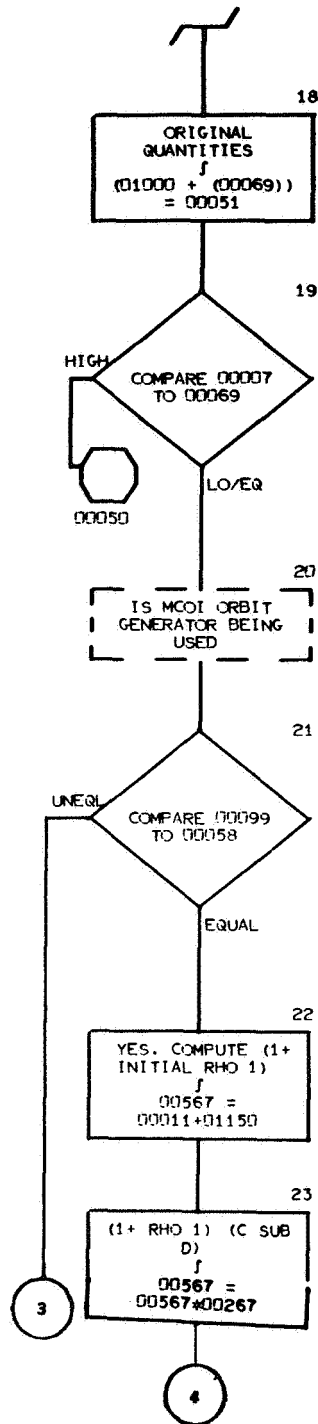 18
ORIGINAL
QUANTITIES
∫
(01000 + (00069))
= 00051
19
HIGH
COMPARE 00007
TO 00069
00050
LO/EQ
20
IS MCOI ORBIT
GENERATOR BEING
USED
21
UNEQL
COMPARE 00099
TO 00058
EQUAL
22
YES. COMPUTE (1+
INITIAL RHO 1)
∫
00567 =
00011+01150
23
(1+ RHO 1) (C SUB
D)
∫
00567 =
00567*00267
3
4